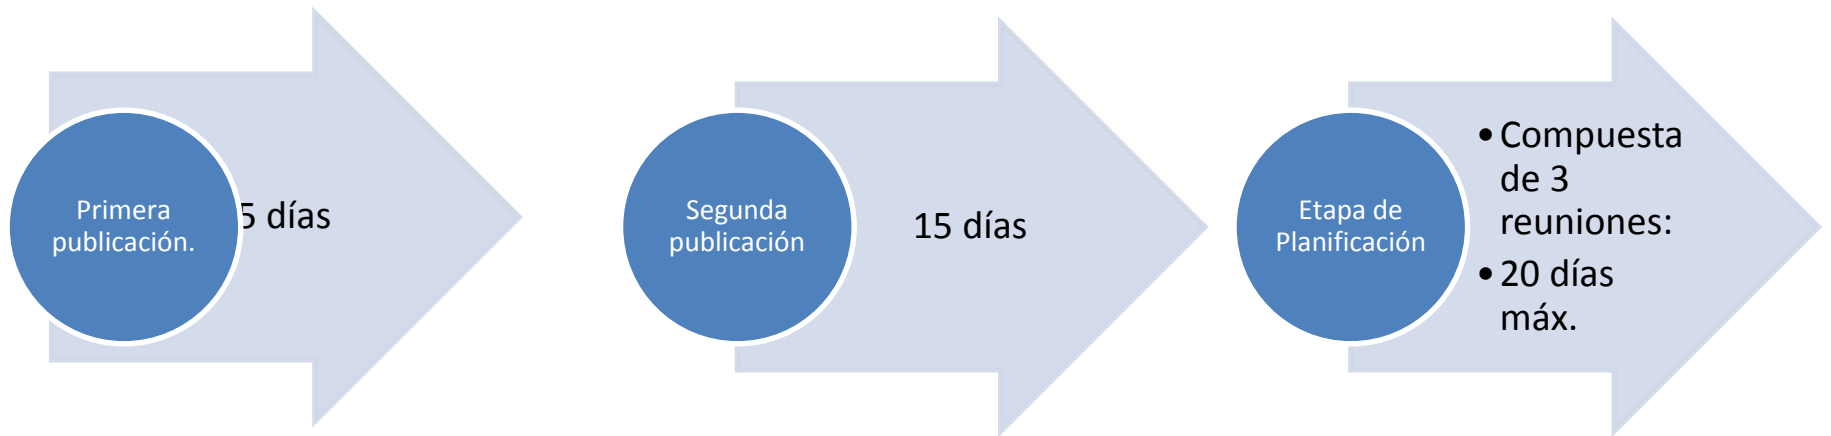 Primera
publicación.
5 días
Segunda
publicación
15 días
Etapa de
Planificación
•Compuesta
de 3
reuniones:
•20 días
máx.